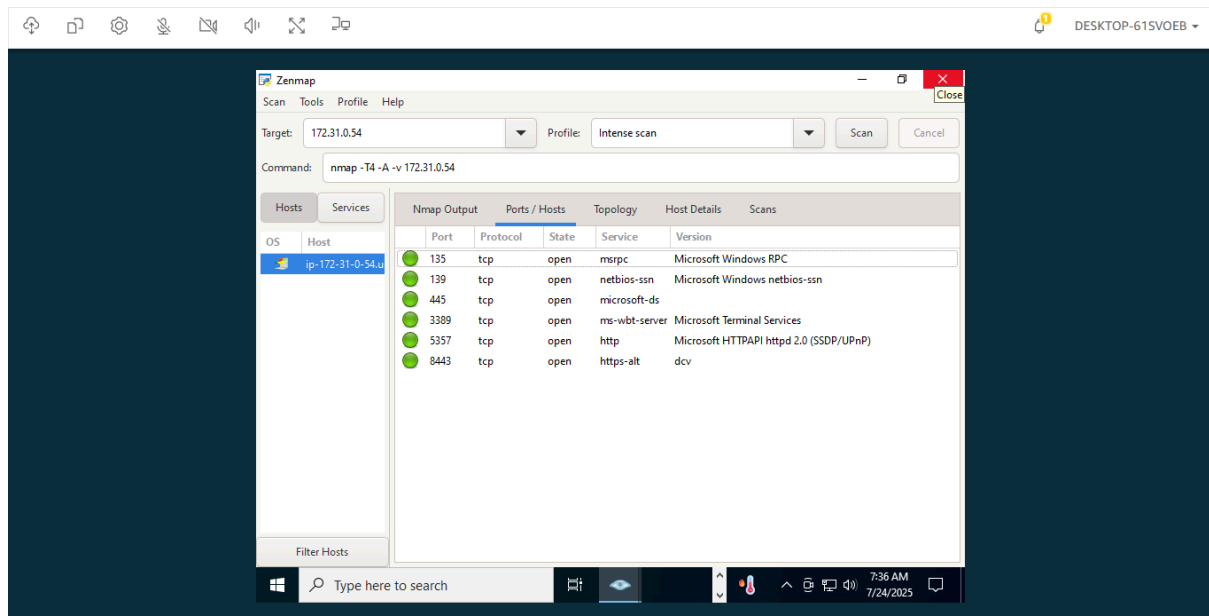 1
DESKTOP-61SVOEB
Zenmap
Close
Scan Tools Profile Help
Target: 172.31.0.54 Profile: Intense scan Scan Cancel
Command: nmap -T4 -A -v 172.31.0.54
Hosts Services Nmap Output Ports / Hosts Topology Host Details Scans
OS Host Port Protocol State Service Version
ip-172-31-0-54.u 135 tcp open msrpc Microsoft Windows RPC
139 tcp open netbios-ssn Microsoft Windows netbios-ssn
445 tcp open microsoft-ds
3389 tcp open ms-wbt-server Microsoft Terminal Services
5357 tcp open http Microsoft HTTPAPI httpd 2.0 (SSDP/UPnP)
8443 tcp open https-alt dcv
Filter Hosts
Type here to search
7:36 AM
7/24/2025